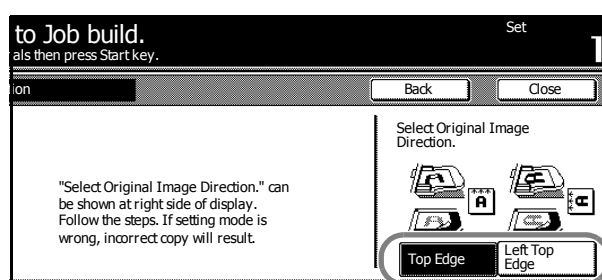 to Job build.
als then press Start key.
Set
ion
Back
Close
Select Original Image
Direction.
"Select Original Image Direction." can
be shown at right side of display.
Follow the steps. If setting mode is
wrong, incorrect copy will result.
A
A
A
A
A
A
Top Edge
Left Top
Edge